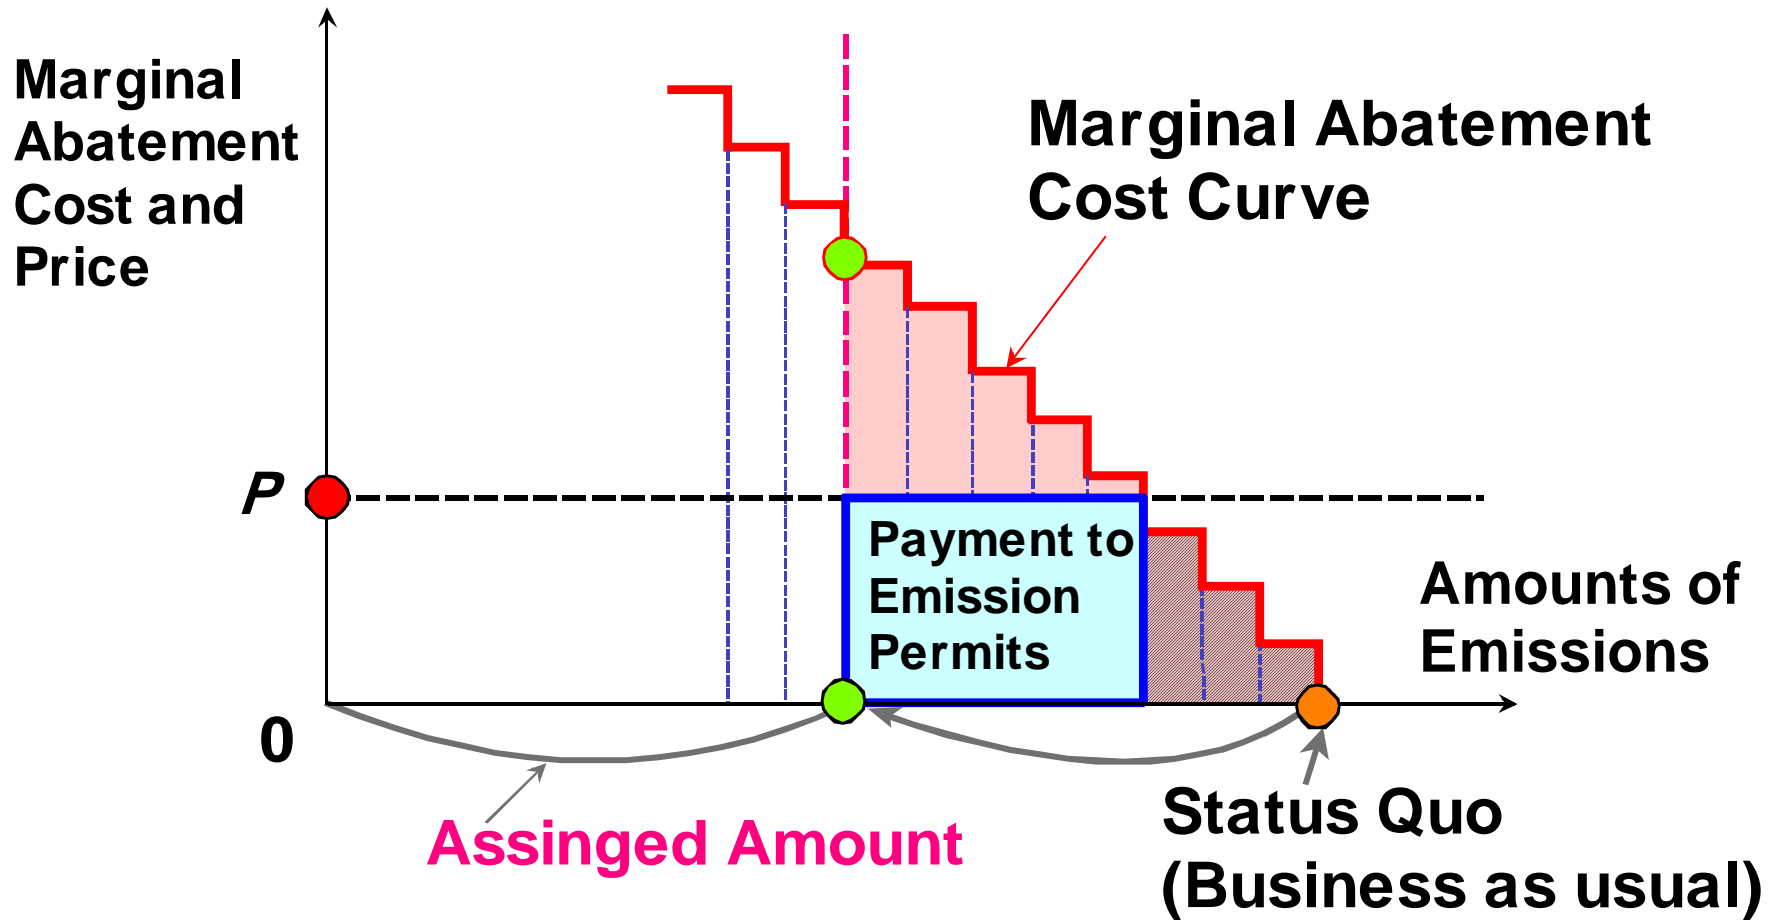 Marginal
Abatement
Cost and
Price
Marginal Abatement
Cost Curve
P
Payment to
Emission
Permits
Amounts of
Emissions
0
Assinged Amount
Status Quo
(Business as usual)